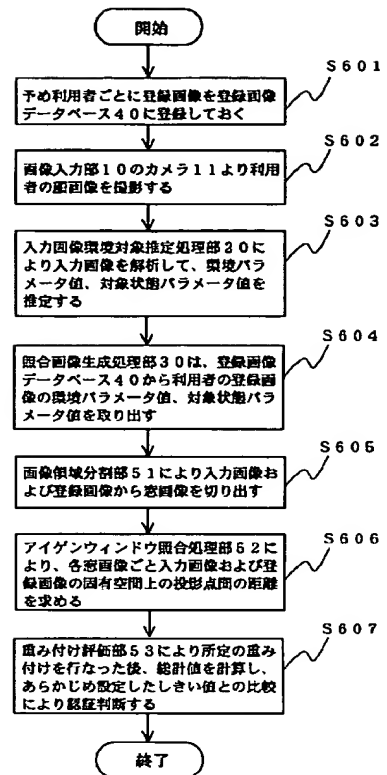 開始
S601
予め利用者ごとに登録画像を登録画像
データベース40に登録しておく
S602
画像入力部10のカメラ11より利用
者の顔画像を撮影する
S603
入力画像環境対象推定処理部20に
より入力画像を解析して、環境パラ
メータ値、対象状態パラメータ値を
推定する
S604
照合画像生成処理部30は、登録画像
データベース40から利用者の登録画
像の環境パラメータ値、対象状態パラ
メータ値を取り出す
S605
画像領域分割部51により入力画像お
よび登録画像から窓画像を切り出す
S606
アイゲンウィンドウ照合処理部52に
より、各窓画像ごと入力画像および登
録画像の固有空間上の投影点間の距離
を求める
S607
重み付け評価部53により所定の重み
付けを行なった後、総計値を計算し、
あらかじめ設定したしきい値との比較
により認証判断する
終了